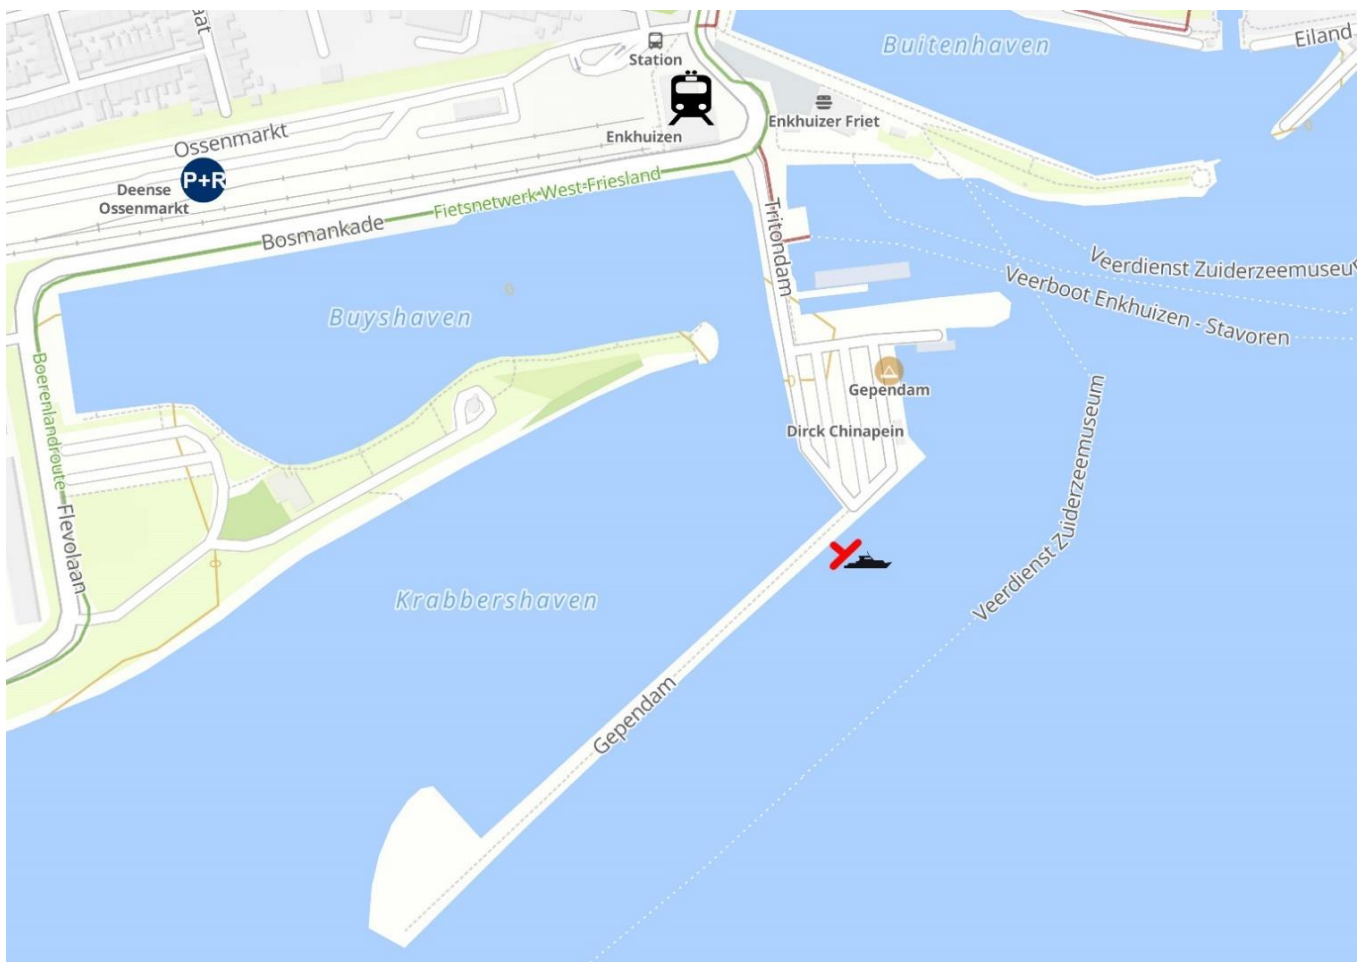 aat
Buitenhaven
Eiland
Station
Enkhuizen
Enkhuizer Friet
Ossenmarkt
P+R
Deense
Ossenmarkt
Fietsnetwerk West-Friesland
Bosmankade
Tritondam
Veerdienst Zuiderzeemuseu
Veerboot Enkhuizen - Stavoren
Buyshaven
Boerenlandroute
Gependam
Dirck Chinapein
Veerdienst Zuiderzeemuseum
Flevolaan
Krabbershaven
Gependam